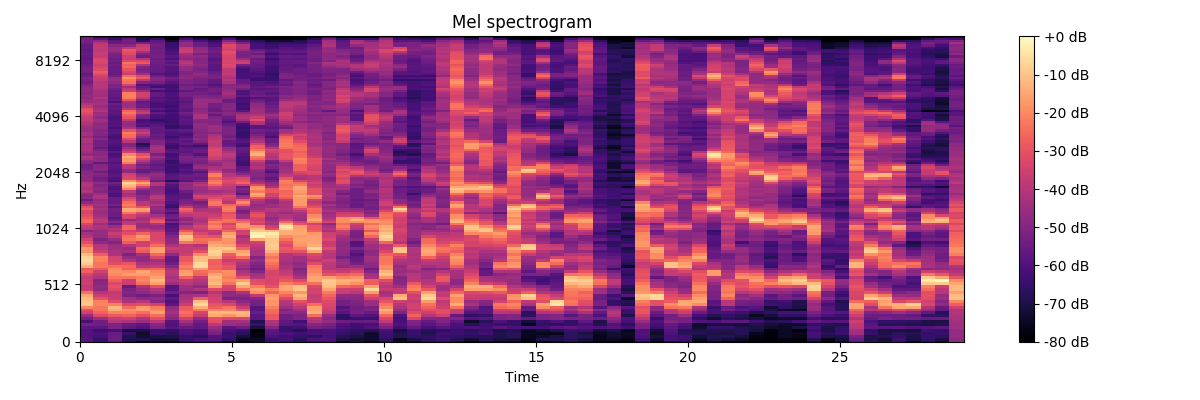 Mel spectrogram
+0 dB
8192
-10 dB
4096
-20 dB
-30 dB
2048
Hz
-40 dB
1024
-50 dB
-60 dB
512
-70 dB
0
-80 dB
0 5 10 15 20 25
Time